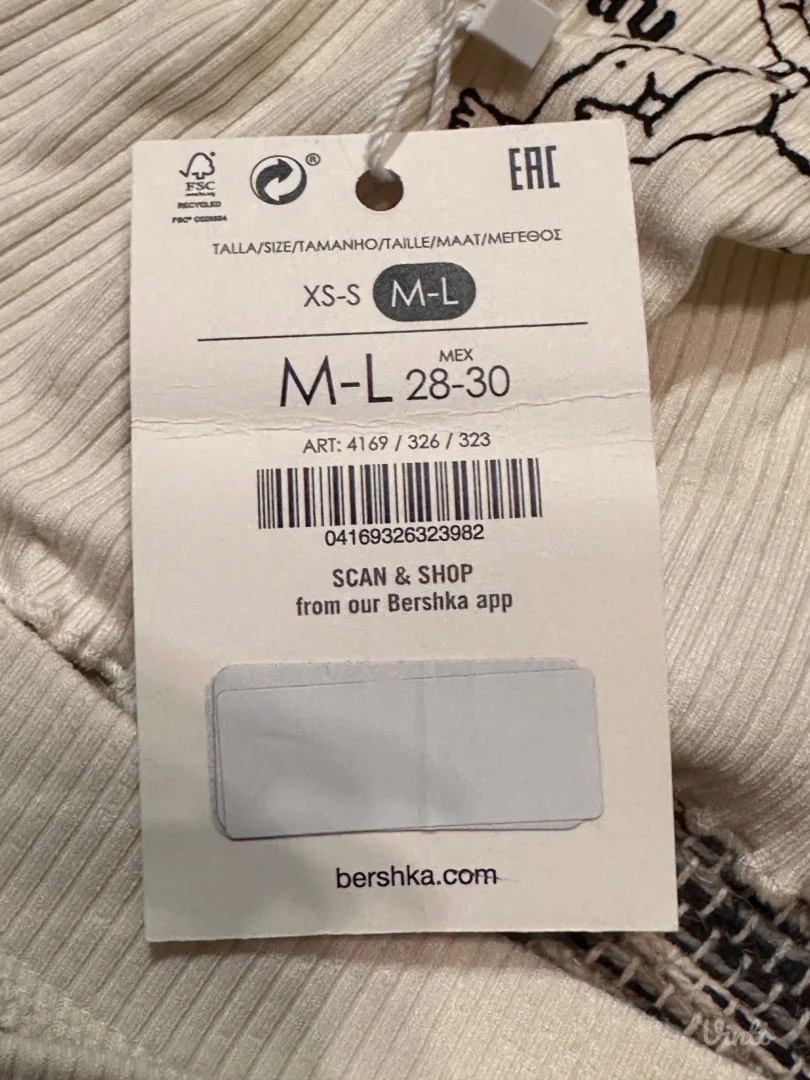 EAC
FSC
RECYCLED
®
TALLA/SIZE/TAMANHO/TAILLE/MAAT/ΜΕΓΕΘΟΣ
XS-S M-L
MEX
M-L 28-30
ART: 4169 / 326 / 323
04169326323982
SCAN & SHOP
from our Bershka app
bershka.com
Vinted